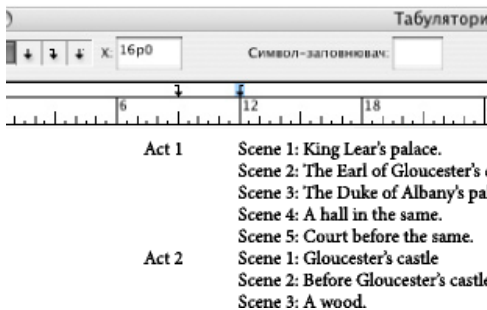 Табулятори
X: 16p0 Символ-заповнювач:
6 12 18
Act 1 Scene 1: King Lear's palace.
Scene 2: The Earl of Gloucester's
Scene 3: The Duke of Albany's
Scene 4: A hall in the same.
Scene 5: Court before the same.
Act 2 Scene 1: Gloucester's castle
Scene 2: Before Gloucester's castle
Scene 3: A wood.